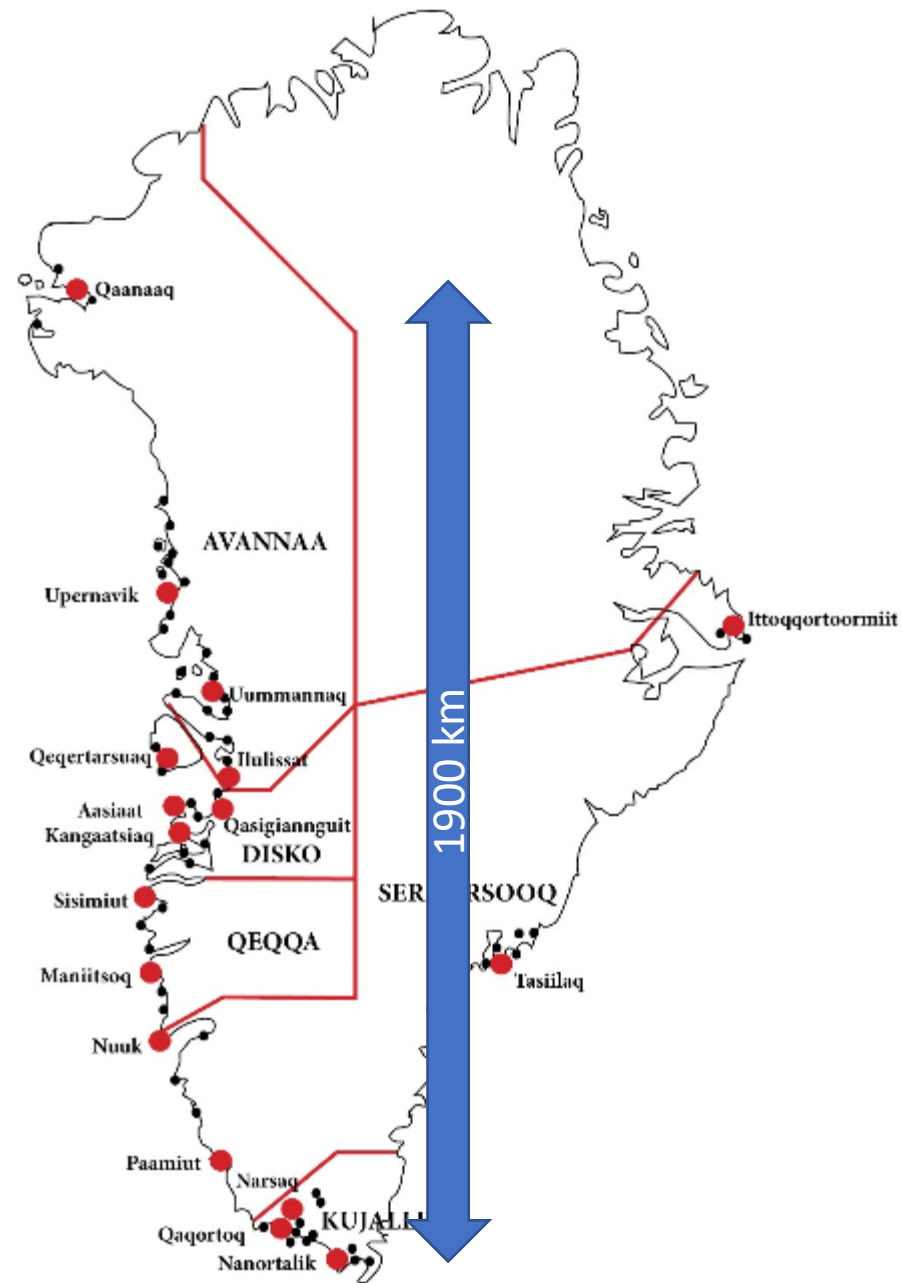 Qaanaaq
AVANNAA
Upernavik
Ittoqqortoormiit
Uummannaq
Qeqertarsuaq
Ilulissat
Aasiaat
Qasigiannguit
Kangaatsiaq
DISKO
1900 km
Sisimiut
QEQQA
Maniitsoq
Tasiilaq
Nuuk
Paamiut
Narsaq
Qaqortoq
Nanortalik